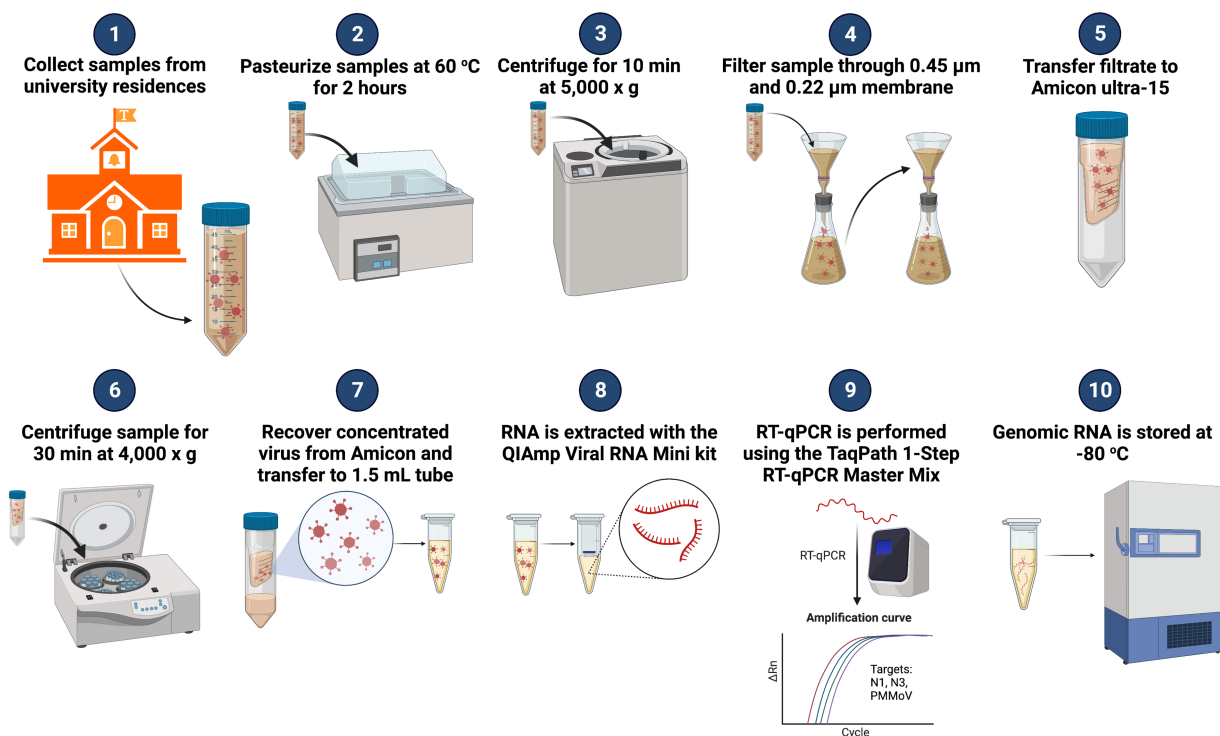 1
Collect samples from
university residences
T
2
Pasteurize samples at 60 ºC
for 2 hours
3
Centrifuge for 10 min
at 5,000 x g
4
Filter sample through 0.45 µm
and 0.22 µm membrane
5
Transfer filtrate to
Amicon ultra-15
6
Centrifuge sample for
30 min at 4,000 x g
7
Recover concentrated
virus from Amicon and
transfer to 1.5 mL tube
8
RNA is extracted with the
QIAmp Viral RNA Mini kit
9
RT-qPCR is performed
using the TaqPath 1-Step
RT-qPCR Master Mix
RT-qPCR
Amplification curve
ΔRn
Targets:
N1, N3,
PMMoV
Cycle
10
Genomic RNA is stored at
-80 ºC